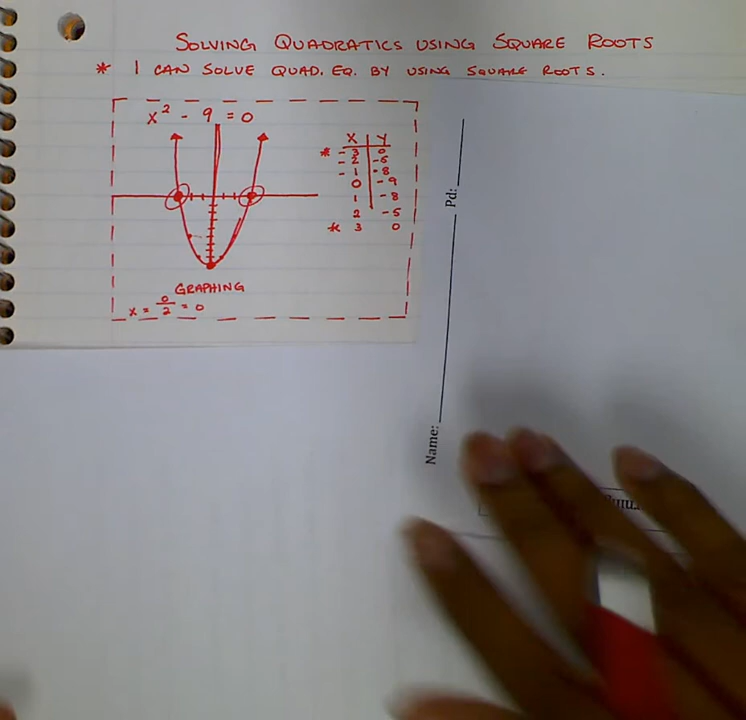 SOLVING QUADRATICS USING SQUARE ROOTS
* I CAN SOLVE QUAD. EQ. BY USING SQUARE ROOTS.
x² - 9 = 0
X Y
* -3 0
-2 -5
-1 -8
0 -9
1 -8
2 -5
* 3 0
GRAPHING
x = 0/2 = 0
Name: Pd: